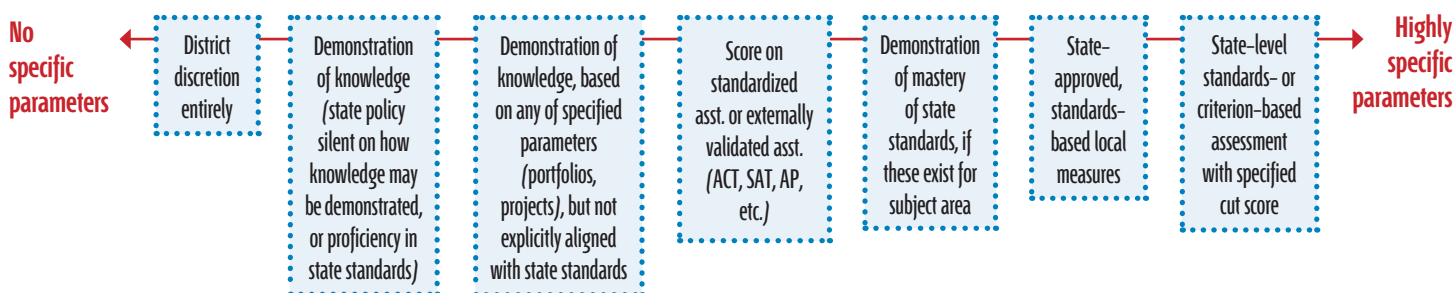 No
specific
parameters
District
discretion
entirely
Demonstration
of knowledge
(state policy
silent on how
knowledge may
be demonstrated,
or proficiency in
state standards)
Demonstration of
knowledge, based
on any of specified
parameters
(portfolios,
projects), but not
explicitly aligned
with state standards
Score on
standardized
asst. or externally
validated asst.
(ACT, SAT, AP,
etc.)
Demonstration
of mastery
of state
standards, if
these exist for
subject area
State-
approved,
standards-
based local
measures
State-level
standards- or
criterion-based
assessment
with specified
cut score
Highly
specific
parameters